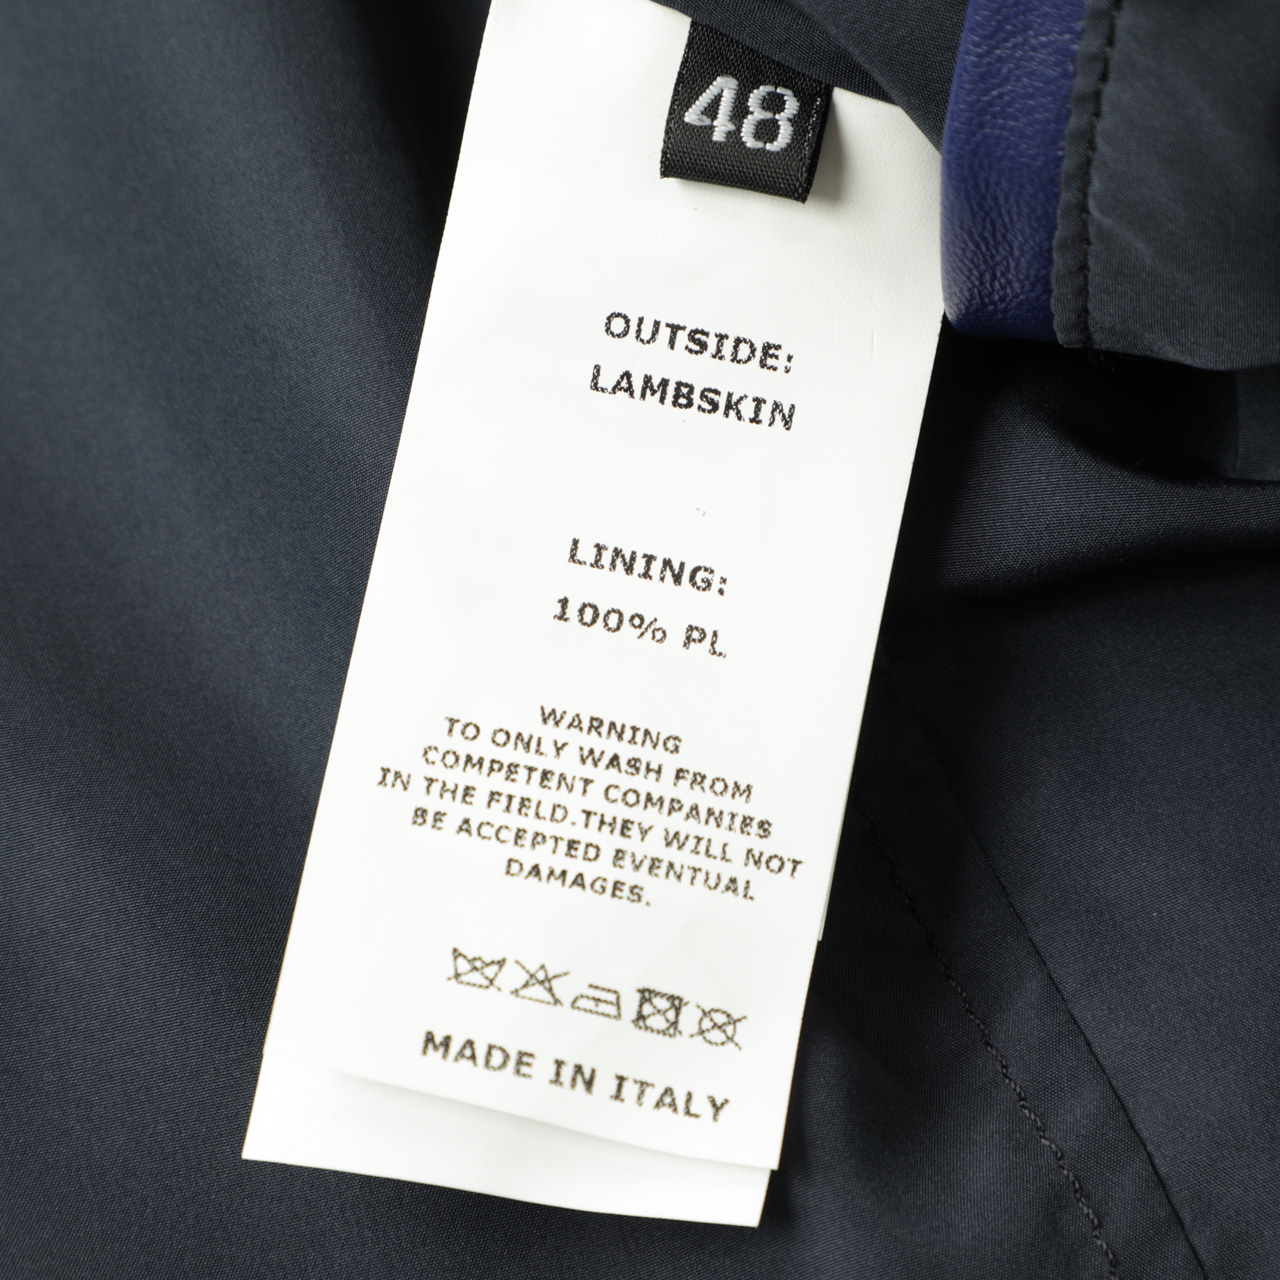 48
OUTSIDE:
LAMBSKIN
LINING:
100% PL
WARNING
TO ONLY WASH FROM
COMPETENT COMPANIES
IN THE FIELD.THEY WILL NOT
BE ACCEPTED EVENTUAL
DAMAGES.
MADE IN ITALY